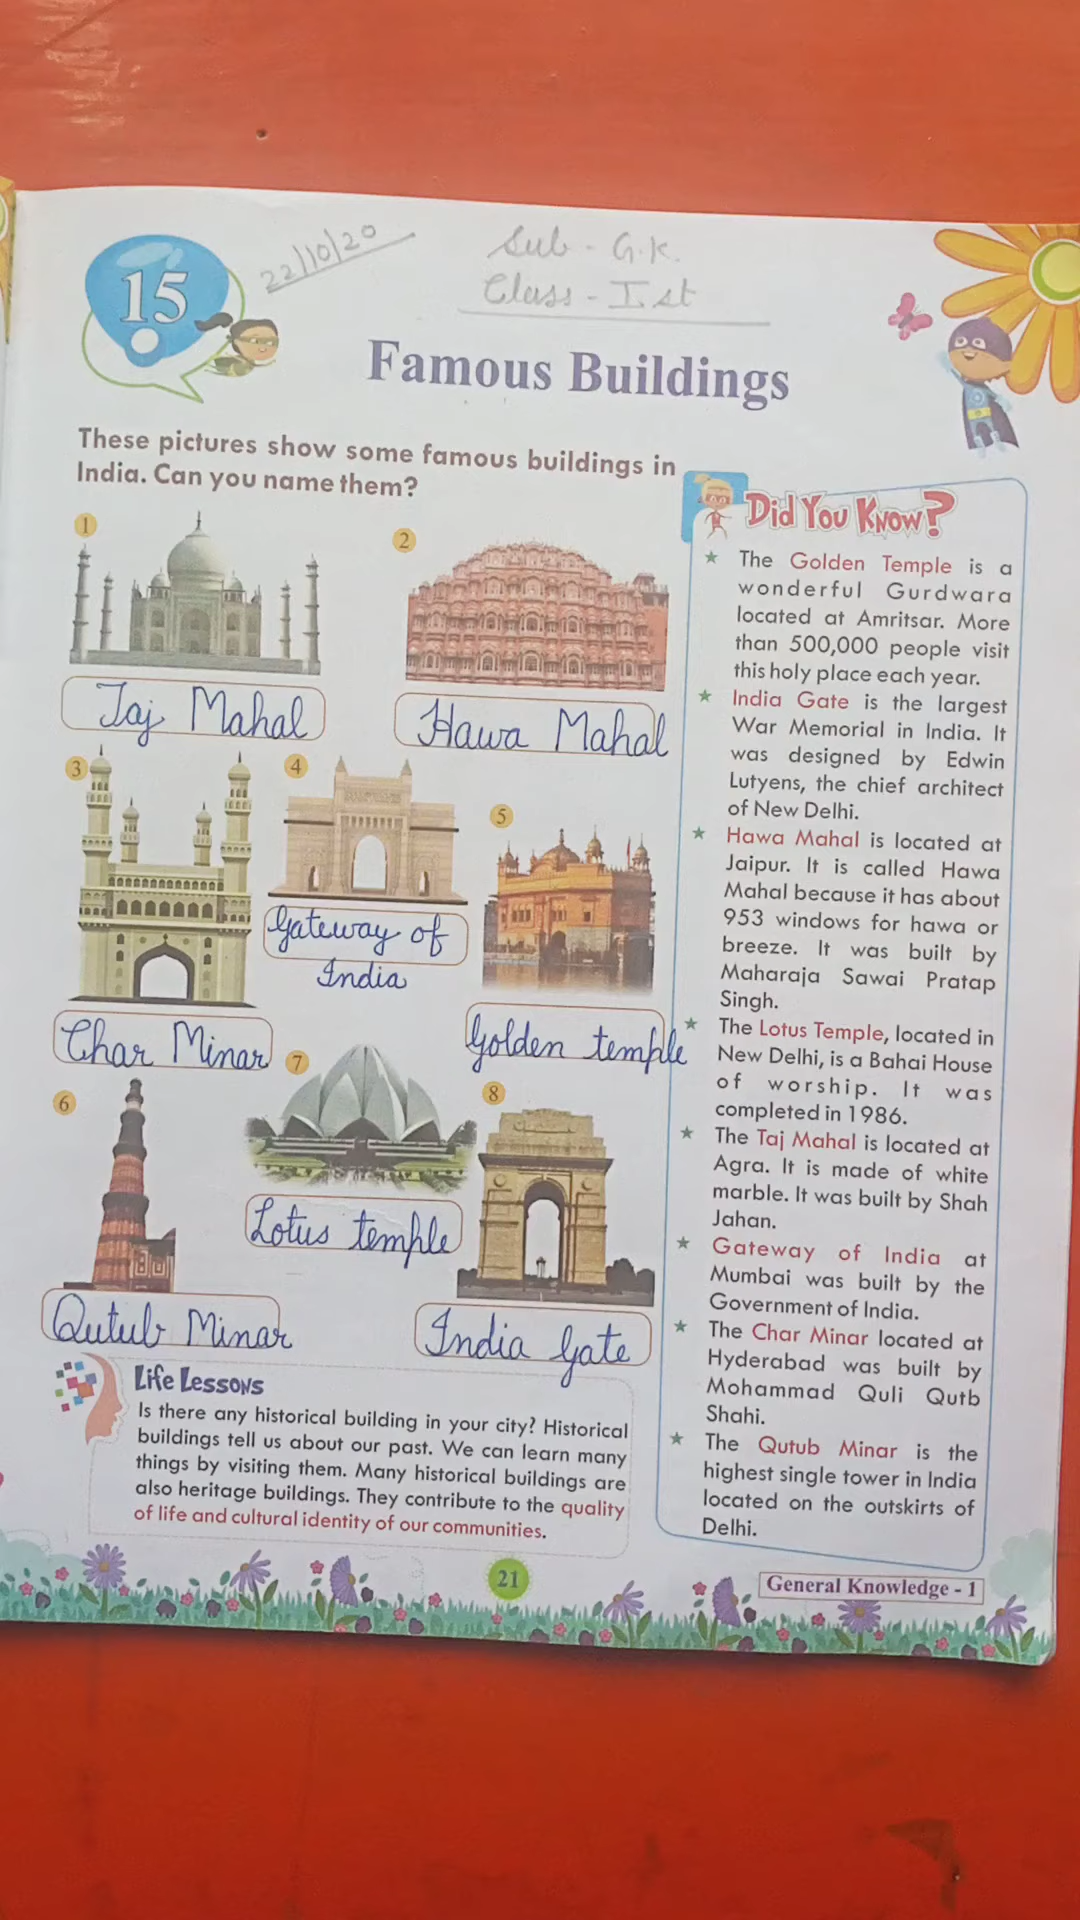 15
22/10/20
Sub - G.K.
Class - Ist
Famous Buildings
These pictures show some famous buildings in
India. Can you name them?
1
Taj Mahal
2
Hawa Mahal
3
Char Minar
4
Gateway of
India
5
Golden temple
6
Qutub Minar
7
Lotus temple
8
India Gate
Life Lessons
Is there any historical building in your city? Historical
buildings tell us about our past. We can learn many
things by visiting them. Many historical buildings are
also heritage buildings. They contribute to the quality
of life and cultural identity of our communities.
Did You Know?
★ The Golden Temple is a
wonderful Gurdwara
located at Amritsar. More
than 500,000 people visit
this holy place each year.
★ India Gate is the largest
War Memorial in India. It
was designed by Edwin
Lutyens, the chief architect
of New Delhi.
★ Hawa Mahal is located at
Jaipur. It is called Hawa
Mahal because it has about
953 windows for hawa or
breeze. It was built by
Maharaja Sawai Pratap
Singh.
★ The Lotus Temple, located in
New Delhi, is a Bahai House
of worship. It was
completed in 1986.
★ The Taj Mahal is located at
Agra. It is made of white
marble. It was built by Shah
Jahan.
★ Gateway of India at
Mumbai was built by the
Government of India.
★ The Char Minar located at
Hyderabad was built by
Mohammad Quli Qutb
Shahi.
★ The Qutub Minar is the
highest single tower in India
located on the outskirts of
Delhi.
21
General Knowledge - 1